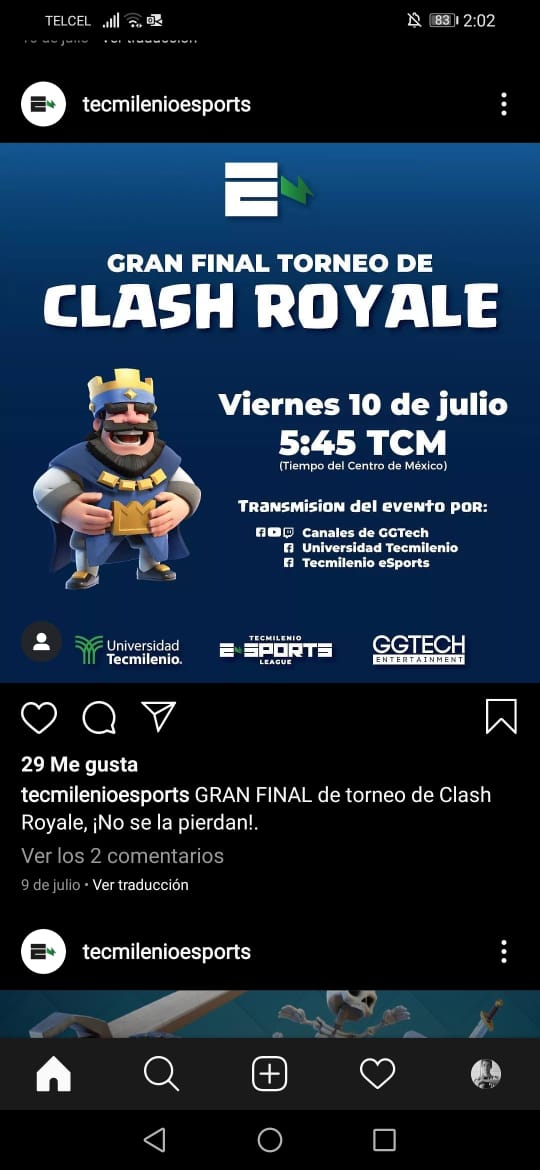 TELCEL 83 2:02
Ver traducción
tecmilenioesports
GRAN FINAL TORNEO DE
CLASH ROYALE
Viernes 10 de julio
5:45 TCM
(Tiempo del Centro de México)
Transmision del evento por:
Canales de GGTech
Universidad Tecmilenio
Tecmilenio eSports
Universidad
Tecmilenio.
TECMILENIO
E-SPORTS
LEAGUE
GGTECH
ENTERTAINMENT
29 Me gusta
tecmilenioesports GRAN FINAL de torneo de Clash
Royale, ¡No se la pierdan!.
Ver los 2 comentarios
9 de julio • Ver traducción
tecmilenioesports